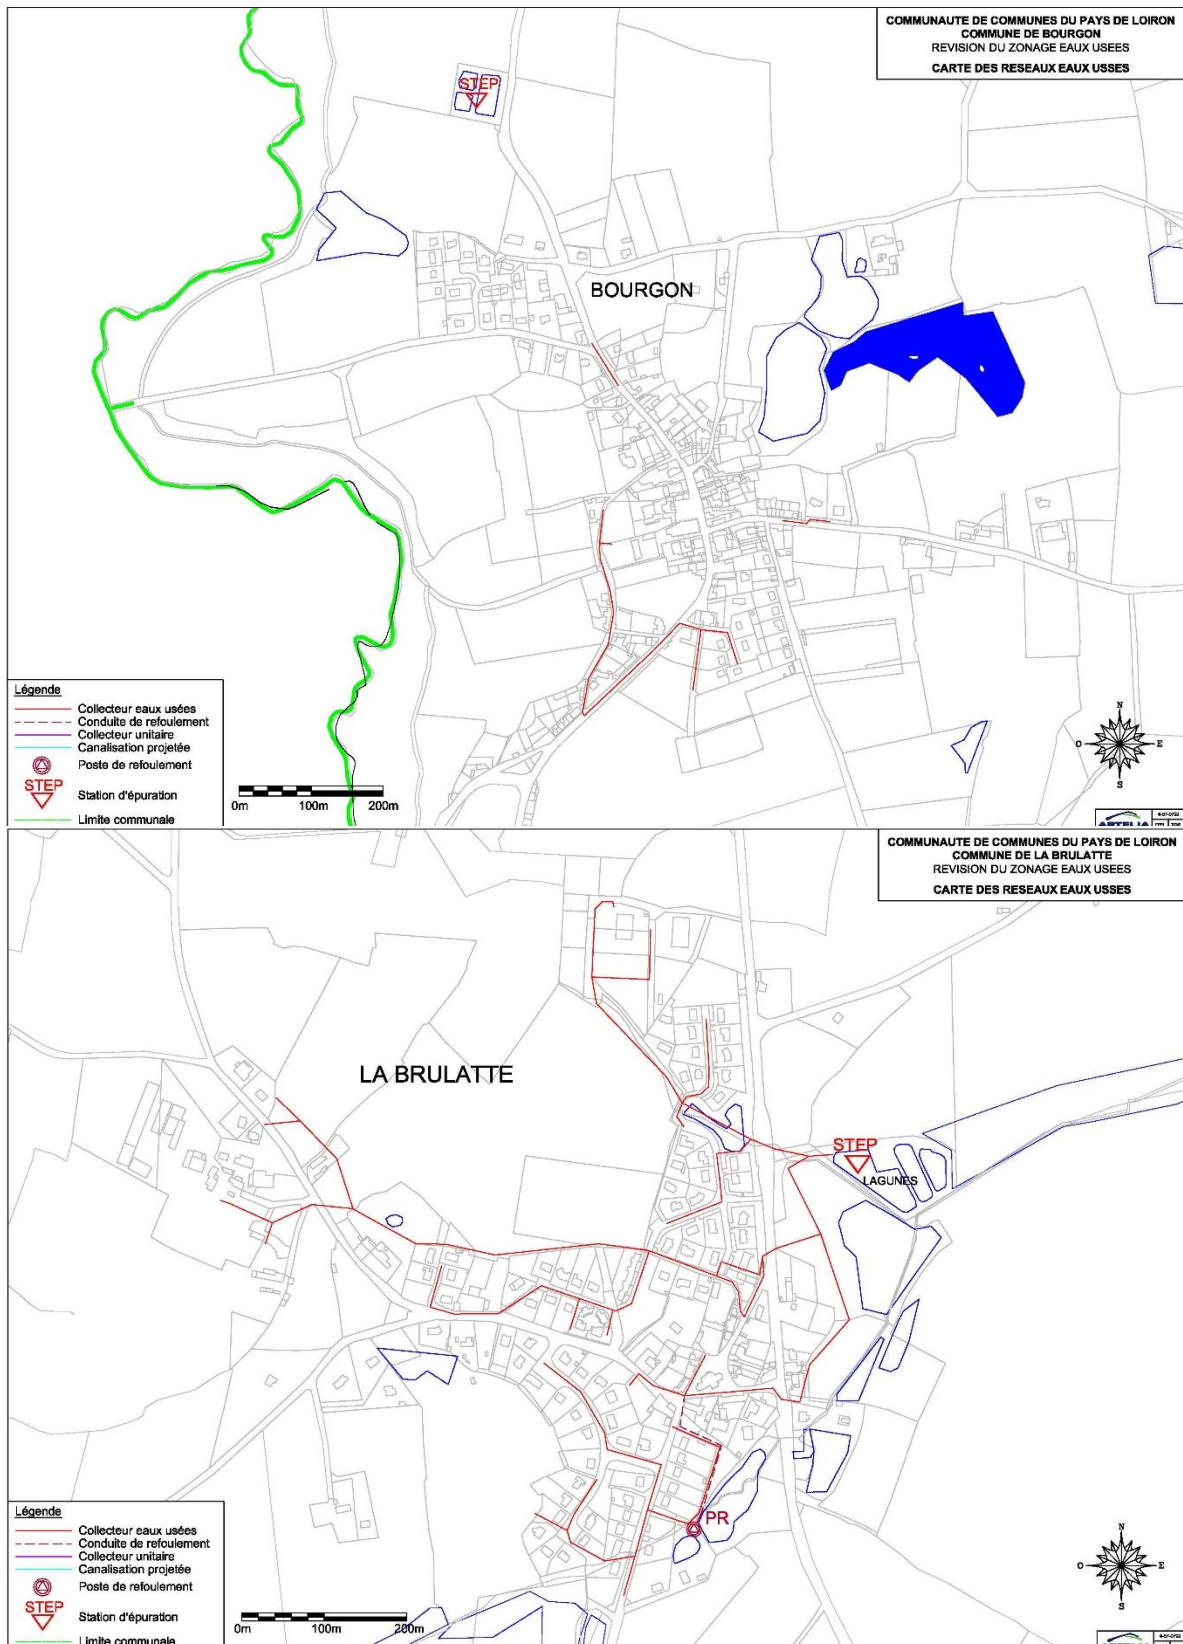 COMMUNAUTE DE COMMUNES DU PAYS DE LOIRON
COMMUNE DE BOURGON
REVISION DU ZONAGE EAUX USEES
CARTE DES RESEAUX EAUX USSES
STEP
BOURGON
Légende
Collecteur eaux usées
Conduite de refoulement
Collecteur unitaire
Canalisation projetée
Poste de refoulement
STEP
Station d'épuration
Limite communale
0m 100m 200m
N
O E
S
ARTELIA
COMMUNAUTE DE COMMUNES DU PAYS DE LOIRON
COMMUNE DE LA BRULATTE
REVISION DU ZONAGE EAUX USEES
CARTE DES RESEAUX EAUX USSES
LA BRULATTE
STEP
LAGUNES
PR
Légende
Collecteur eaux usées
Conduite de refoulement
Collecteur unitaire
Canalisation projetée
Poste de refoulement
STEP
Station d'épuration
Limite communale
0m 100m 200m
N
O E
S